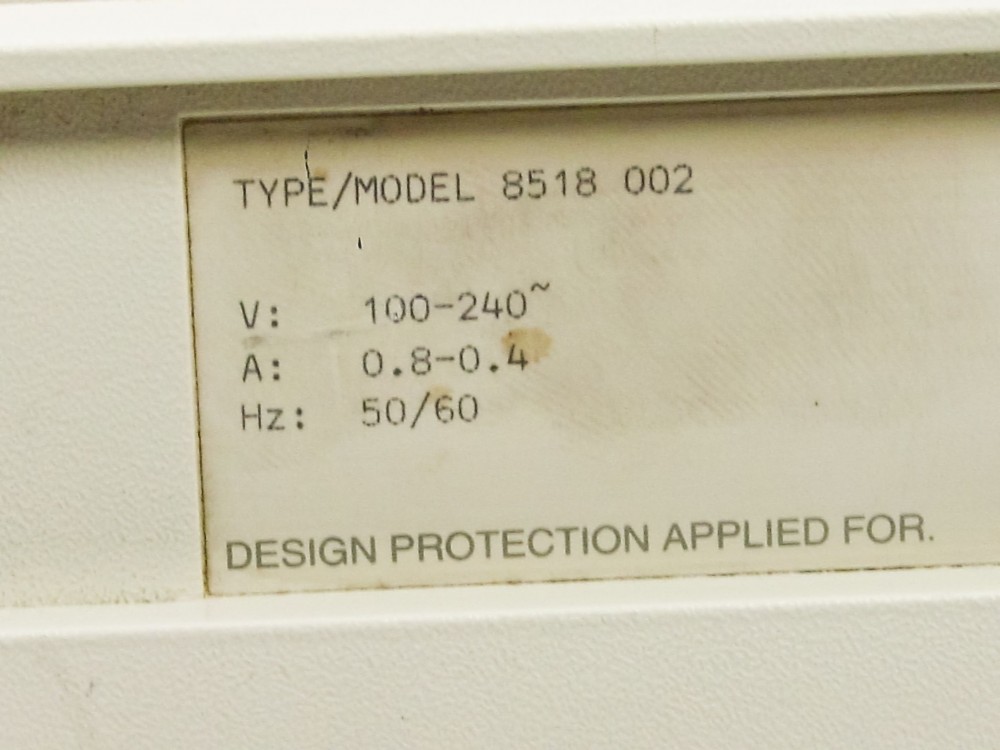 TYPE/MODEL 8518 002
V: 100-240~
A: 0.8-0.4
Hz: 50/60
DESIGN PROTECTION APPLIED FOR.